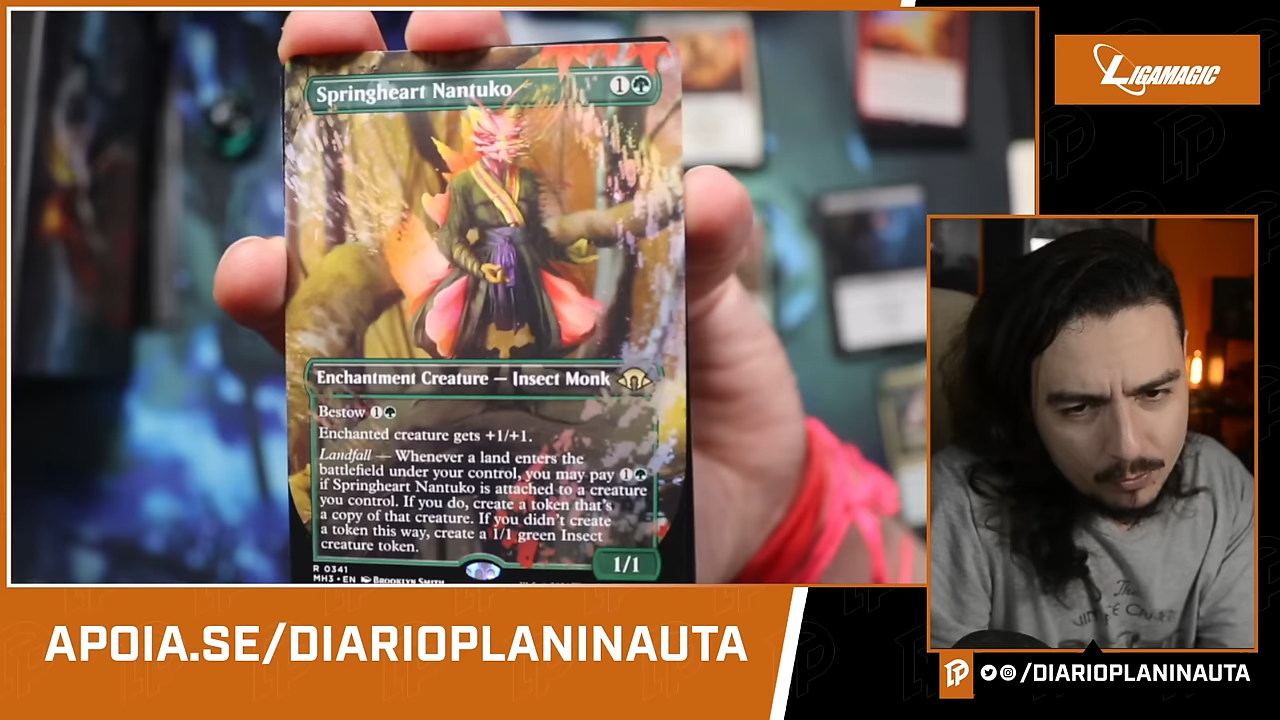 Springheart Nantuko 1
Enchantment Creature — Insect Monk
Bestow 1
Enchanted creature gets +1/+1.
Landfall — Whenever a land enters the
battlefield under your control, you may pay 1
if Springheart Nantuko is attached to a creature
you control. If you do, create a token that's
a copy of that creature. If you didn't create
a token this way, create a 1/1 green Insect
creature token.
1/1
R 0341
MH3 • EN BROOKLYN SMITH
LIGAMAGIC
APOIA.SE/DIARIOPLANINAUTA
/DIARIOPLANINAUTA